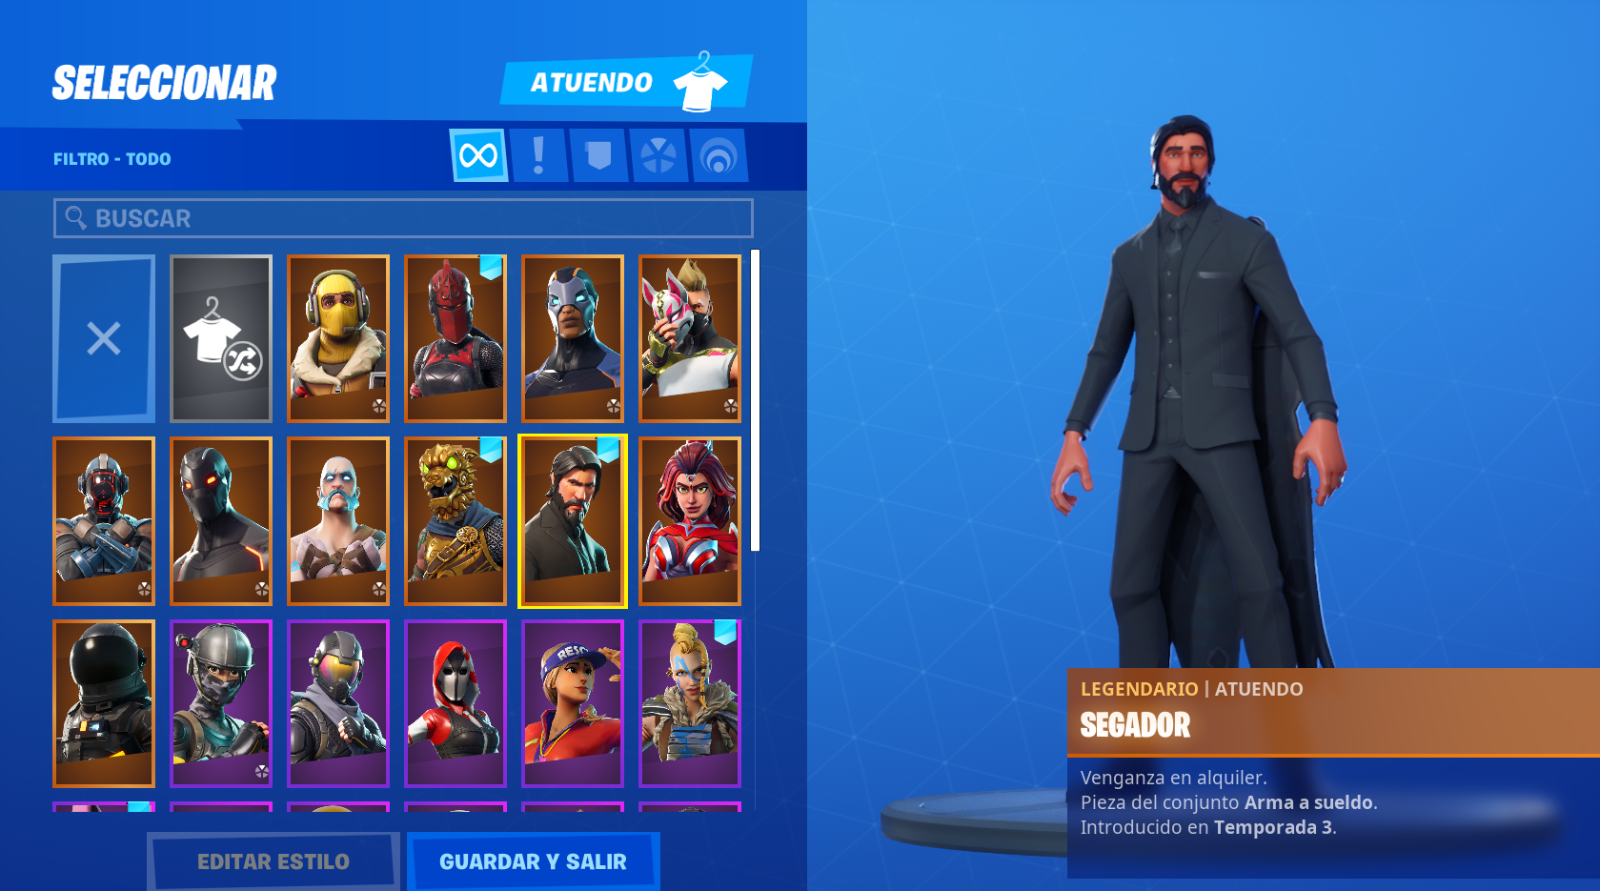 SELECCIONAR
ATUENDO
FILTRO - TODO
BUSCAR
RESC
EDITAR ESTILO
GUARDAR Y SALIR
LEGENDARIO | ATUENDO
SEGADOR
Venganza en alquiler.
Pieza del conjunto Arma a sueldo.
Introducido en Temporada 3.